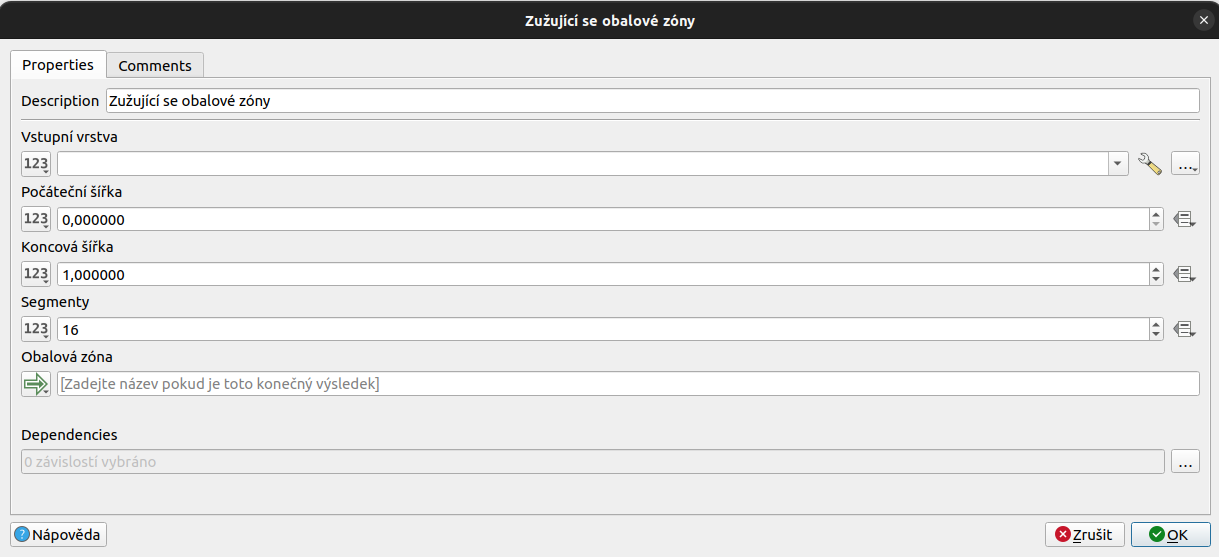 Zužující se obalové zóny
Properties
Comments
Description
Zužující se obalové zóny
Vstupní vrstva
123
...
Počáteční šířka
123
0,000000
Koncová šířka
123
1,000000
Segmenty
123
16
Obalová zóna
[Zadejte název pokud je toto konečný výsledek]
Dependencies
0 závislostí vybráno
...
Nápověda
Zrušit
OK